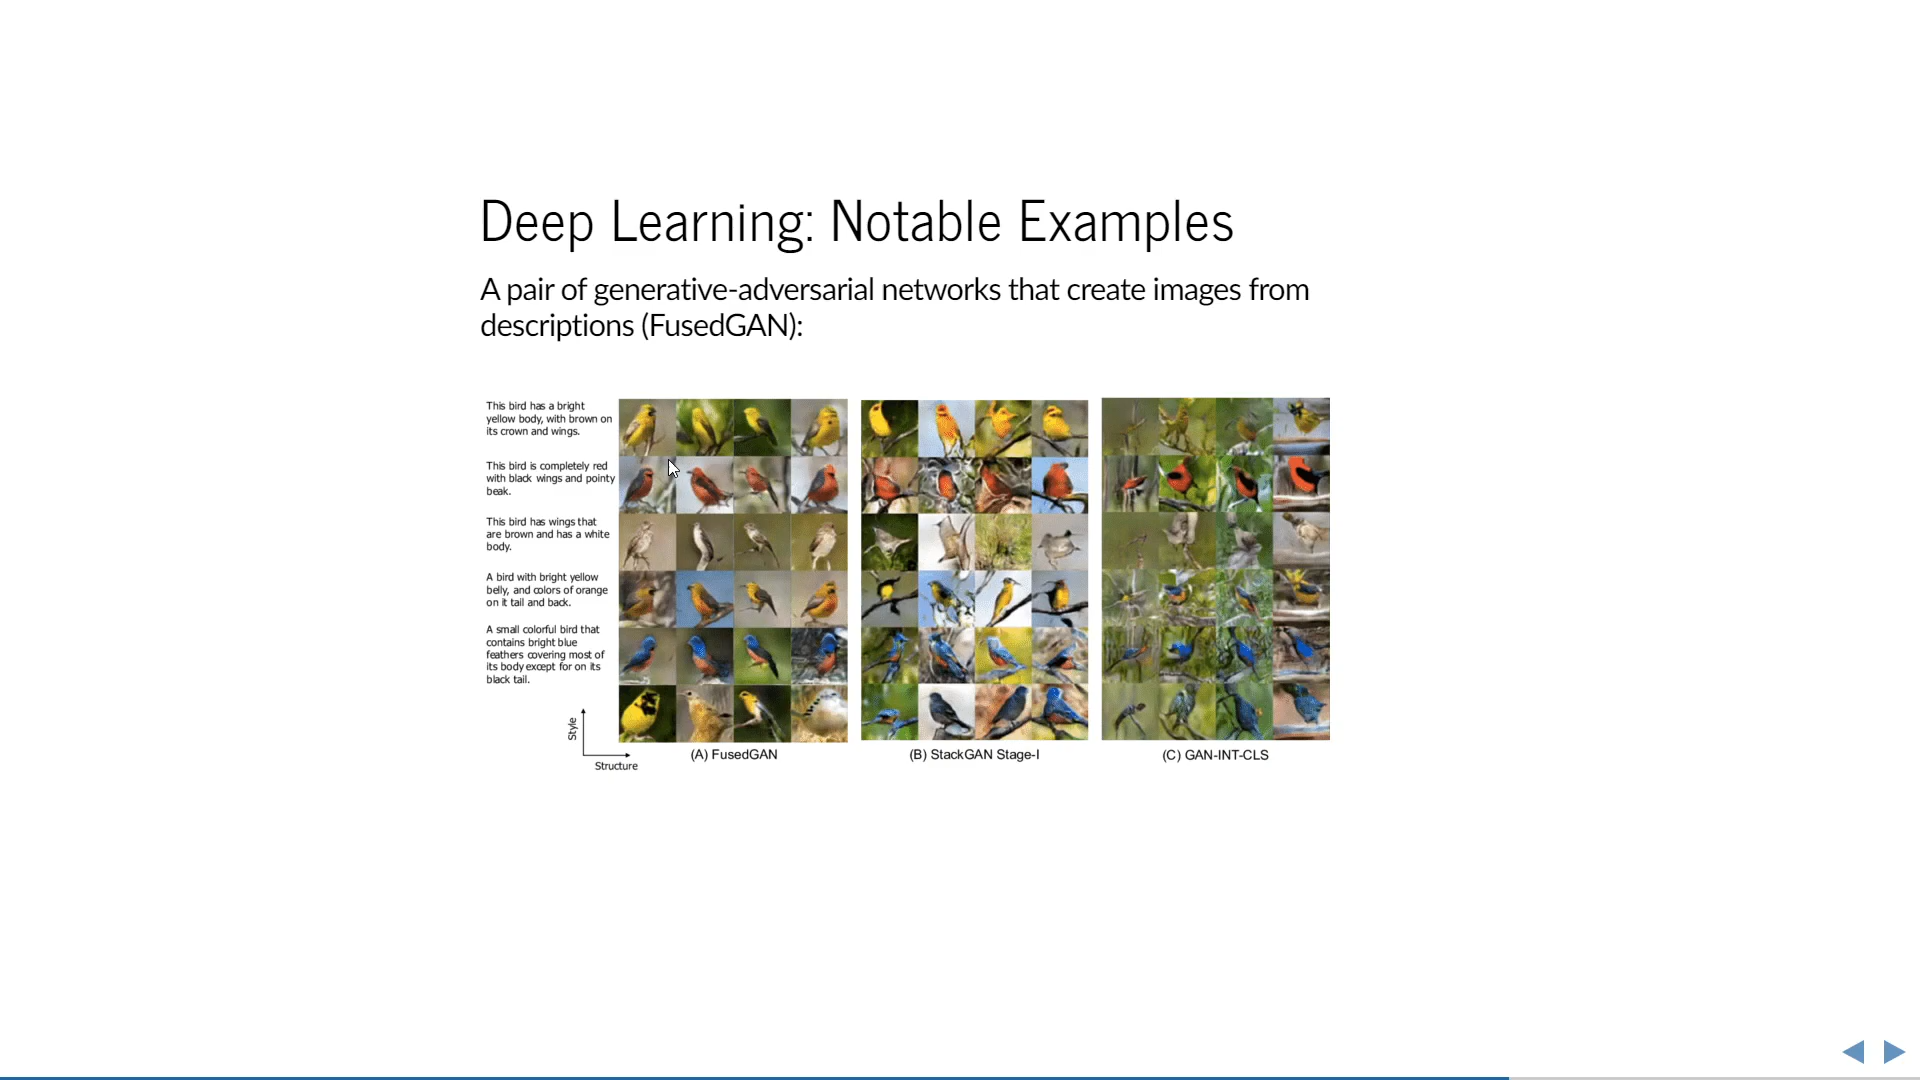 Deep Learning: Notable Examples
A pair of generative-adversarial networks that create images from
descriptions (FusedGAN):
This bird has a bright
yellow body, with brown on
its crown and wings.
This bird is completely red
with black wings and pointy
beak.
This bird has wings that
are brown and has a white
body.
A bird with bright yellow
belly, and colors of orange
on it tail and back.
A small colorful bird that
contains bright blue
feathers covering most of
its body except for on its
black tail.
Style
Structure
(A) FusedGAN
(B) StackGAN Stage-I
(C) GAN-INT-CLS